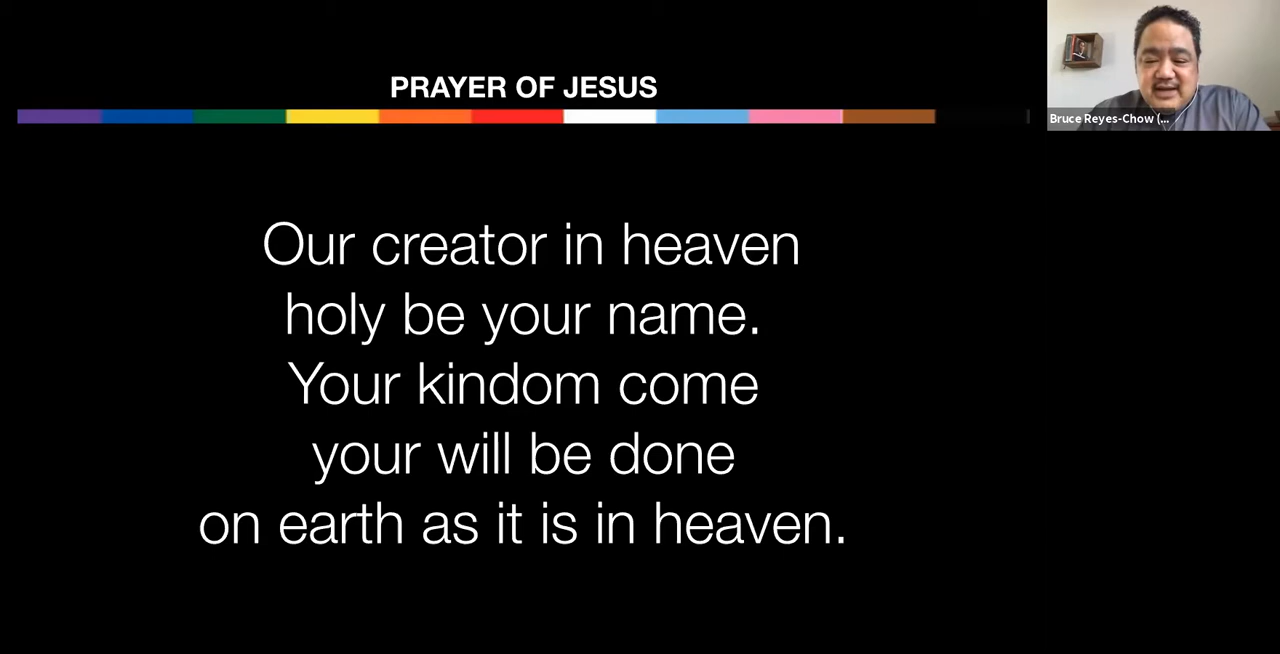 PRAYER OF JESUS
Bruce Reyes-Chow (...
Our creator in heaven
holy be your name.
Your kindom come
your will be done
on earth as it is in heaven.